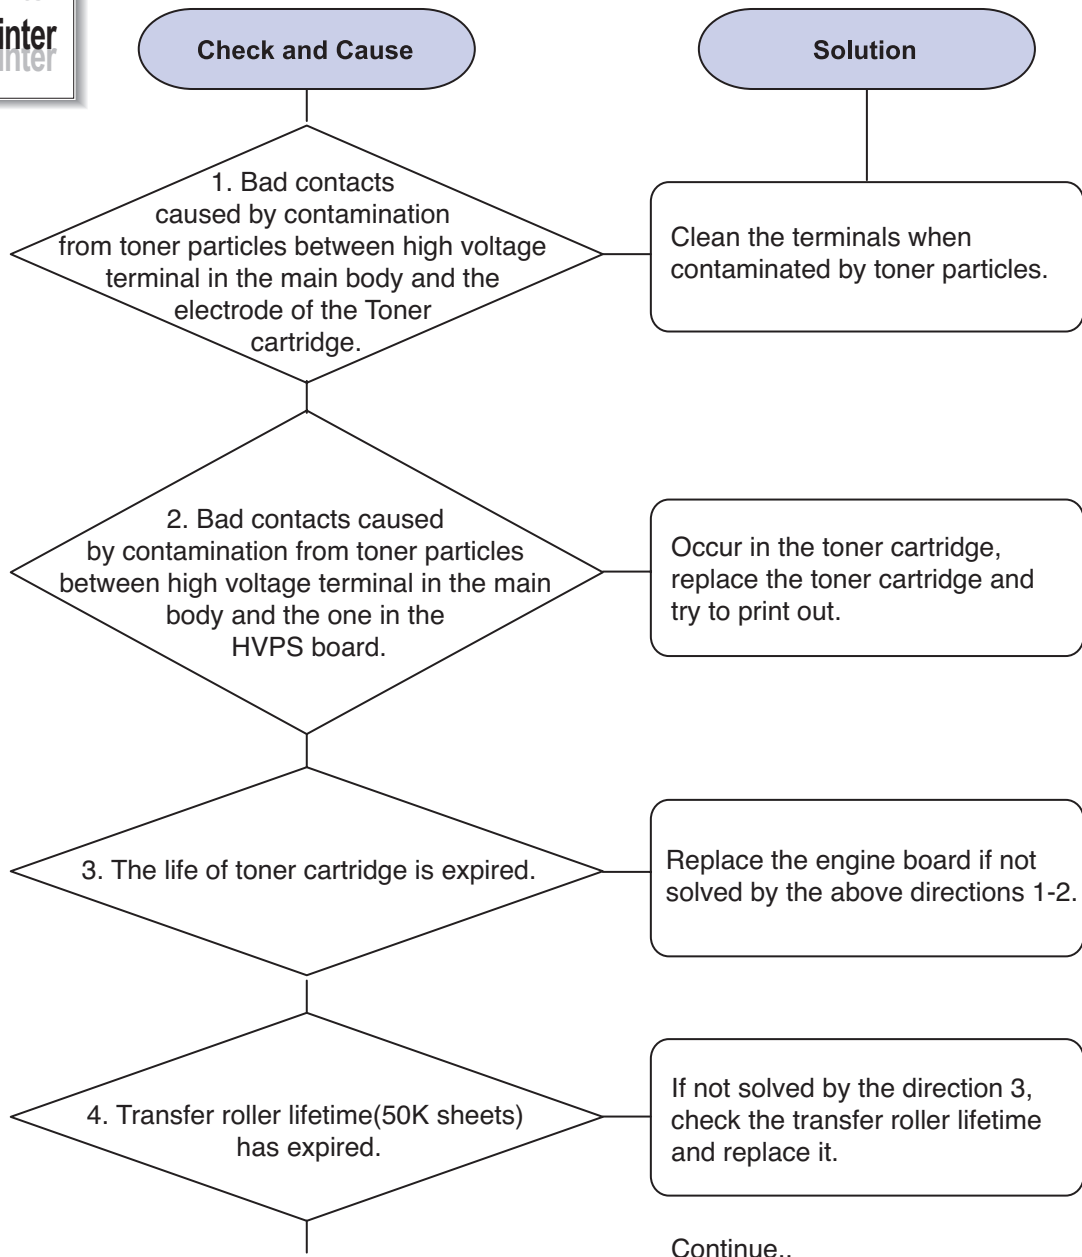 inter
inter
Check and Cause
Solution
1. Bad contacts
caused by contamination
from toner particles between high voltage
terminal in the main body and the
electrode of the Toner
cartridge.
Clean the terminals when
contaminated by toner particles.
2. Bad contacts caused
by contamination from toner particles
between high voltage terminal in the main
body and the one in the
HVPS board.
Occur in the toner cartridge,
replace the toner cartridge and
try to print out.
3. The life of toner cartridge is expired.
Replace the engine board if not
solved by the above directions 1-2.
4. Transfer roller lifetime(50K sheets)
has expired.
If not solved by the direction 3,
check the transfer roller lifetime
and replace it.
Continue..